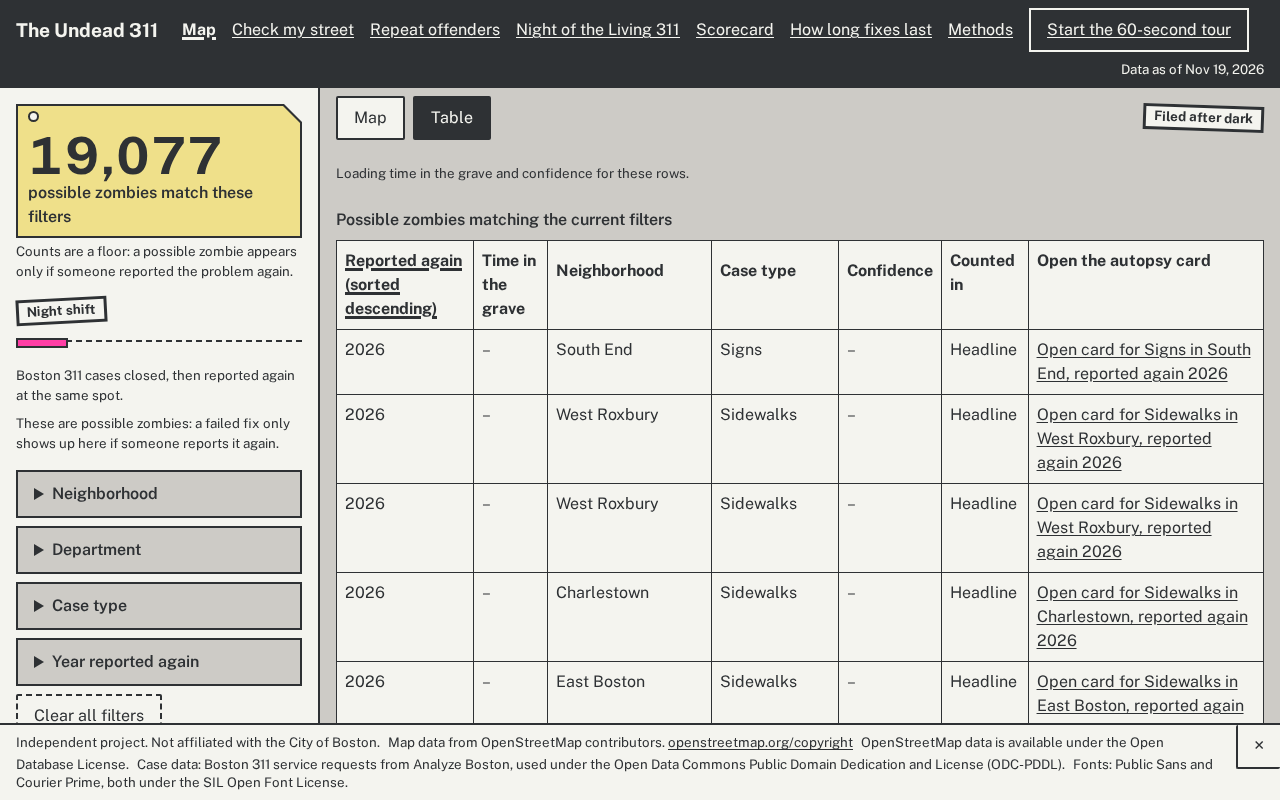 The Undead 311
Map
Check my street
Repeat offenders
Night of the Living 311
Scorecard
How long fixes last
Methods
Start the 60-second tour
Data as of Nov 19, 2026
19,077
possible zombies match these
filters
Counts are a floor: a possible zombie appears
only if someone reported the problem again.
Night shift
Boston 311 cases closed, then reported again
at the same spot.
These are possible zombies: a failed fix only
shows up here if someone reports it again.
▶ Neighborhood
▶ Department
▶ Case type
▶ Year reported again
Clear all filters
Map
Table
Filed after dark
Loading time in the grave and confidence for these rows.
Possible zombies matching the current filters
Reported again
(sorted
descending)
Time in
the
grave
Neighborhood
Case type
Confidence
Counted
in
Open the autopsy card
2026
–
South End
Signs
–
Headline
Open card for Signs in South
End, reported again 2026
2026
–
West Roxbury
Sidewalks
–
Headline
Open card for Sidewalks in
West Roxbury, reported
again 2026
2026
–
West Roxbury
Sidewalks
–
Headline
Open card for Sidewalks in
West Roxbury, reported
again 2026
2026
–
Charlestown
Sidewalks
–
Headline
Open card for Sidewalks in
Charlestown, reported again
2026
2026
–
East Boston
Sidewalks
–
Headline
Open card for Sidewalks in
East Boston, reported again
Independent project. Not affiliated with the City of Boston. Map data from OpenStreetMap contributors. openstreetmap.org/copyright OpenStreetMap data is available under the Open
Database License. Case data: Boston 311 service requests from Analyze Boston, used under the Open Data Commons Public Domain Dedication and License (ODC-PDDL). Fonts: Public Sans and
Courier Prime, both under the SIL Open Font License.
×